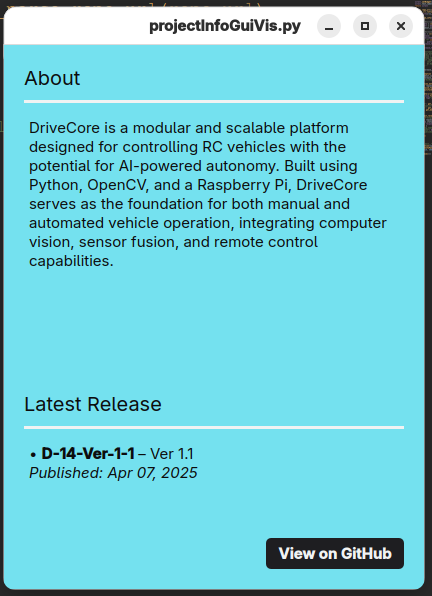 projectInfoGuiVis.py
About
DriveCore is a modular and scalable platform
designed for controlling RC vehicles with the
potential for AI-powered autonomy. Built using
Python, OpenCV, and a Raspberry Pi, DriveCore
serves as the foundation for both manual and
automated vehicle operation, integrating computer
vision, sensor fusion, and remote control
capabilities.
Latest Release
• D-14-Ver-1-1 – Ver 1.1
Published: Apr 07, 2025
View on GitHub